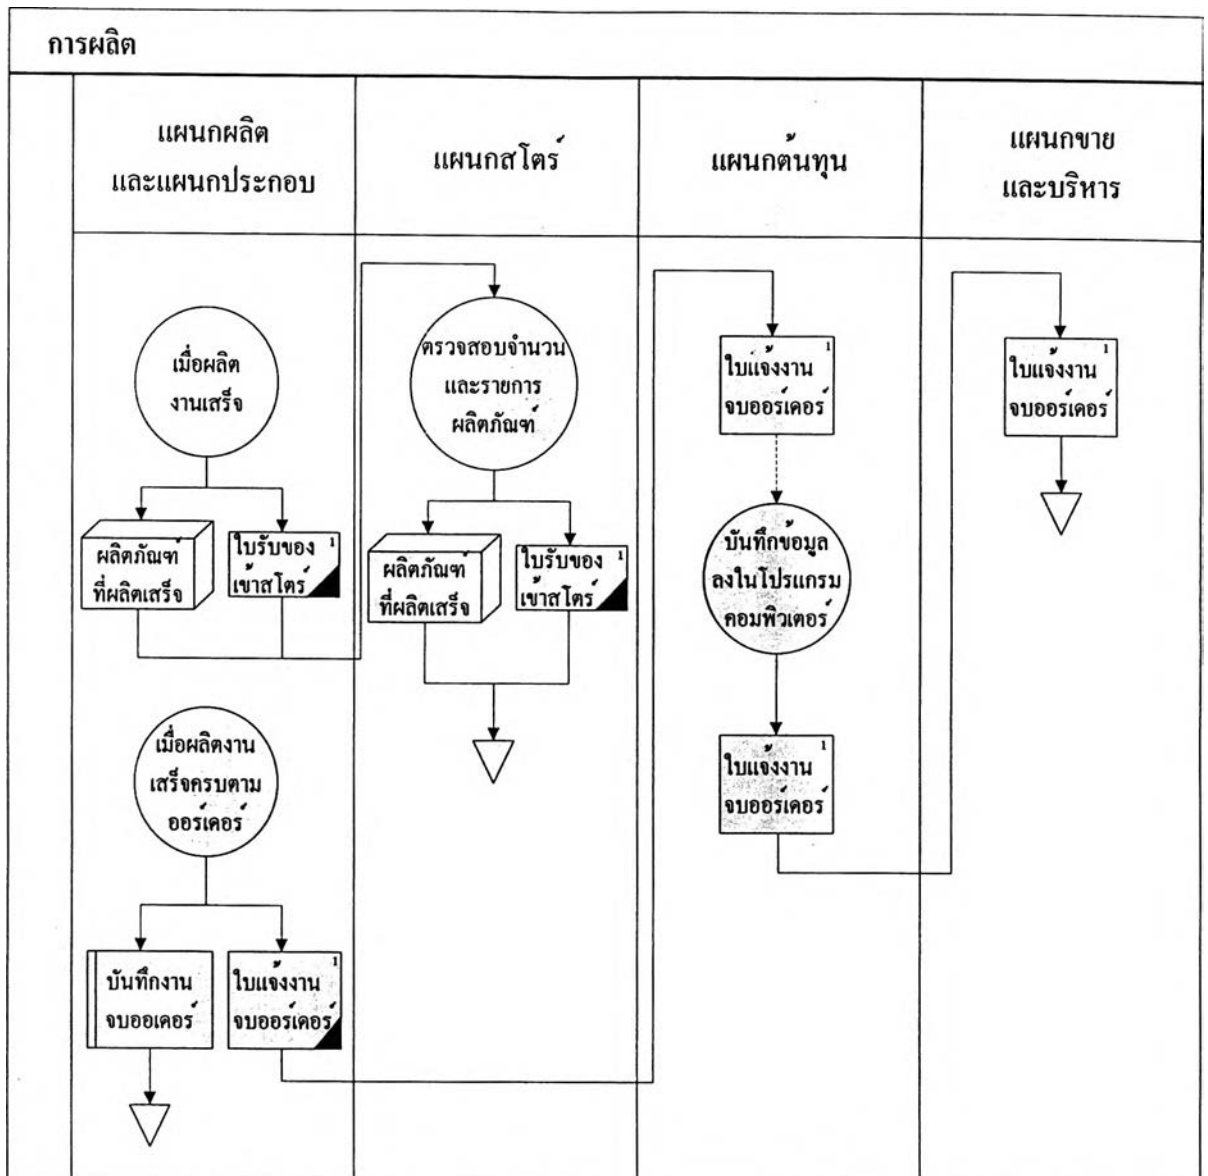 การผลิต
แผนกผลิต
และแผนกประกอบ
แผนกสโตร์
แผนกต้นทุน
แผนกขาย
และบริหาร
เมื่อผลิต
งานเสร็จ
ผลิตภัณฑ์
ที่ผลิตเสร็จ
ใบรับของ 1
เข้าสโตร์
เมื่อผลิตงาน
เสร็จครบตาม
ออร์เดอร์
บันทึกงาน
จบออเดอร์
ใบแจ้งงาน 1
จบออร์เดอร์
ตรวจสอบจำนวน
และรายการ
ผลิตภัณฑ์
ผลิตภัณฑ์
ที่ผลิตเสร็จ
ใบรับของ 1
เข้าสโตร์
ใบแจ้งงาน 1
จบออร์เดอร์
บันทึกข้อมูล
ลงในโปรแกรม
คอมพิวเตอร์
ใบแจ้งงาน 1
จบออร์เดอร์
ใบแจ้งงาน 1
จบออร์เดอร์